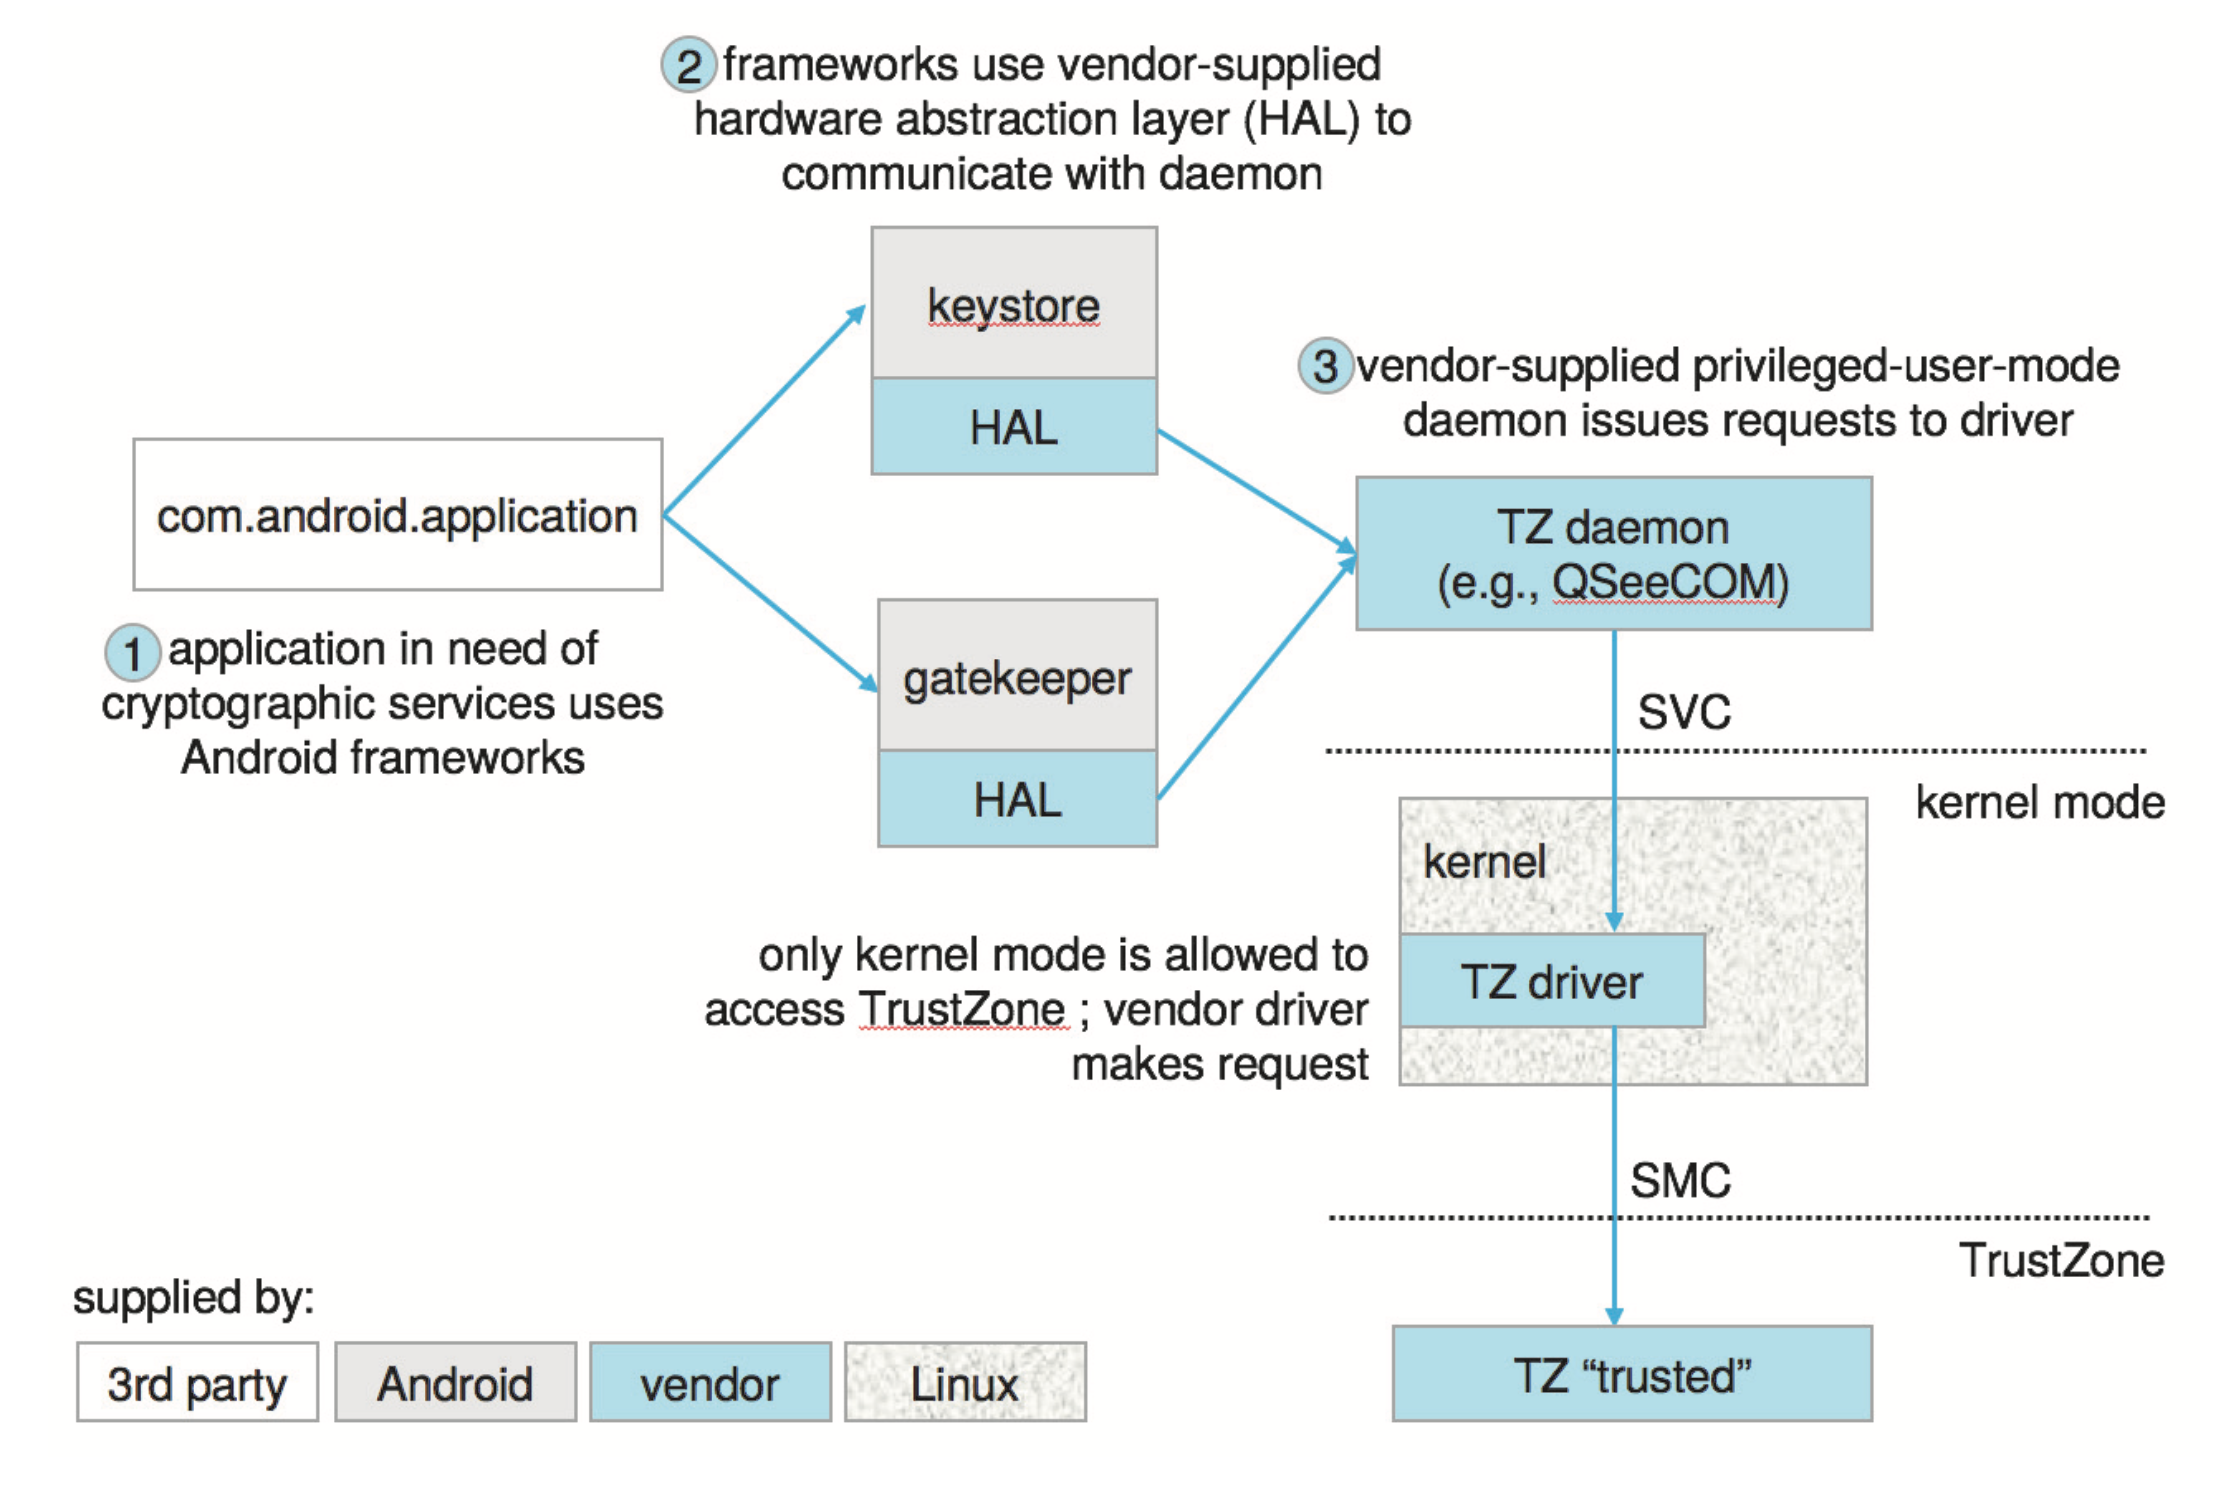 2 frameworks use vendor-supplied
hardware abstraction layer (HAL) to
communicate with daemon
keystore
HAL
3 vendor-supplied privileged-user-mode
daemon issues requests to driver
com.android.application
TZ daemon
(e.g., QSeeCOM)
1 application in need of
cryptographic services uses
Android frameworks
gatekeeper
HAL
SVC
kernel mode
kernel
only kernel mode is allowed to
access TrustZone ; vendor driver
makes request
TZ driver
SMC
TrustZone
supplied by:
3rd party
Android
vendor
Linux
TZ “trusted”